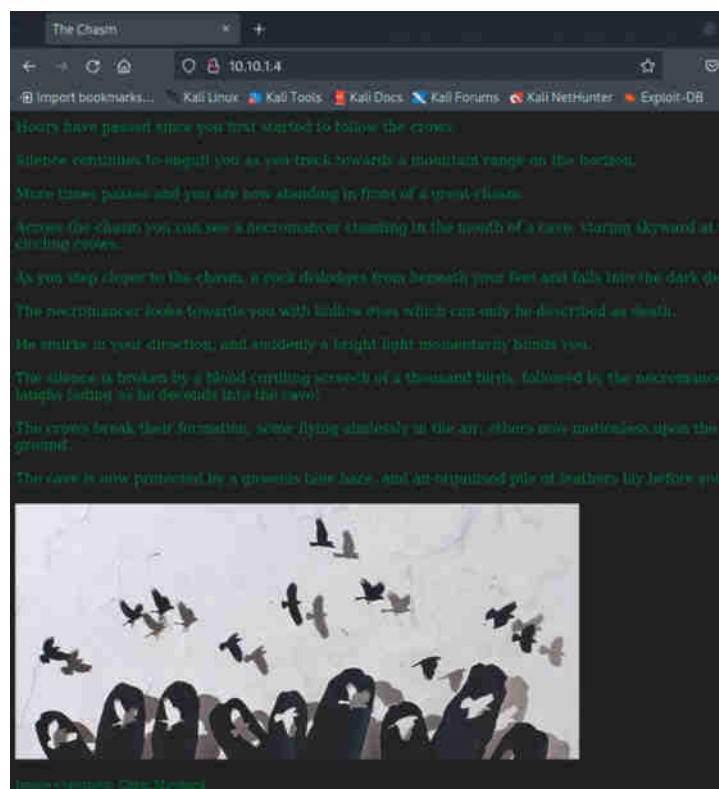 The Chasm
10.10.1.4
Import bookmarks... Kali Linux Kali Tools Kali Docs Kali Forums Kali NetHunter Exploit-DB
Hours have passed since you first started to follow the crows.
Silence continues to engulf you as you treck towards a mountain range on the horizon.
More times passes and you are now standing in front of a great chasm.
Across the chasm you can see a necromancer standing in the mouth of a cave, staring skyward at
circling crows.
As you step closer to the chasm, a rock dislodges from beneath your feet and falls into the dark de
The necromancer looks towards you with hollow eyes which can only be described as death.
He smirks in your direction, and suddenly a bright light momentarily blinds you.
The silence is broken by a blood curdling screech of a thousand birds, followed by the necromance
laughs fading as he decends into the cave!
The crows break their formation, some flying aimlessly in the air; others now motionless upon the
ground.
The cave is now protected by a gaseous blue haze, and an organised pile of feathers lay before yo
Image copyright: